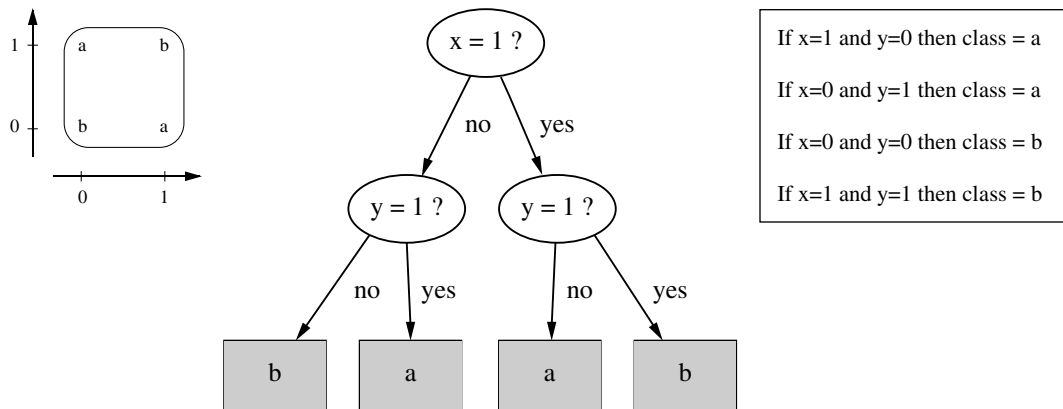 1
a b
0
b a
0 1
x = 1 ?
no yes
y = 1 ? y = 1 ?
no yes no yes
b a a b
If x=1 and y=0 then class = a
If x=0 and y=1 then class = a
If x=0 and y=0 then class = b
If x=1 and y=1 then class = b